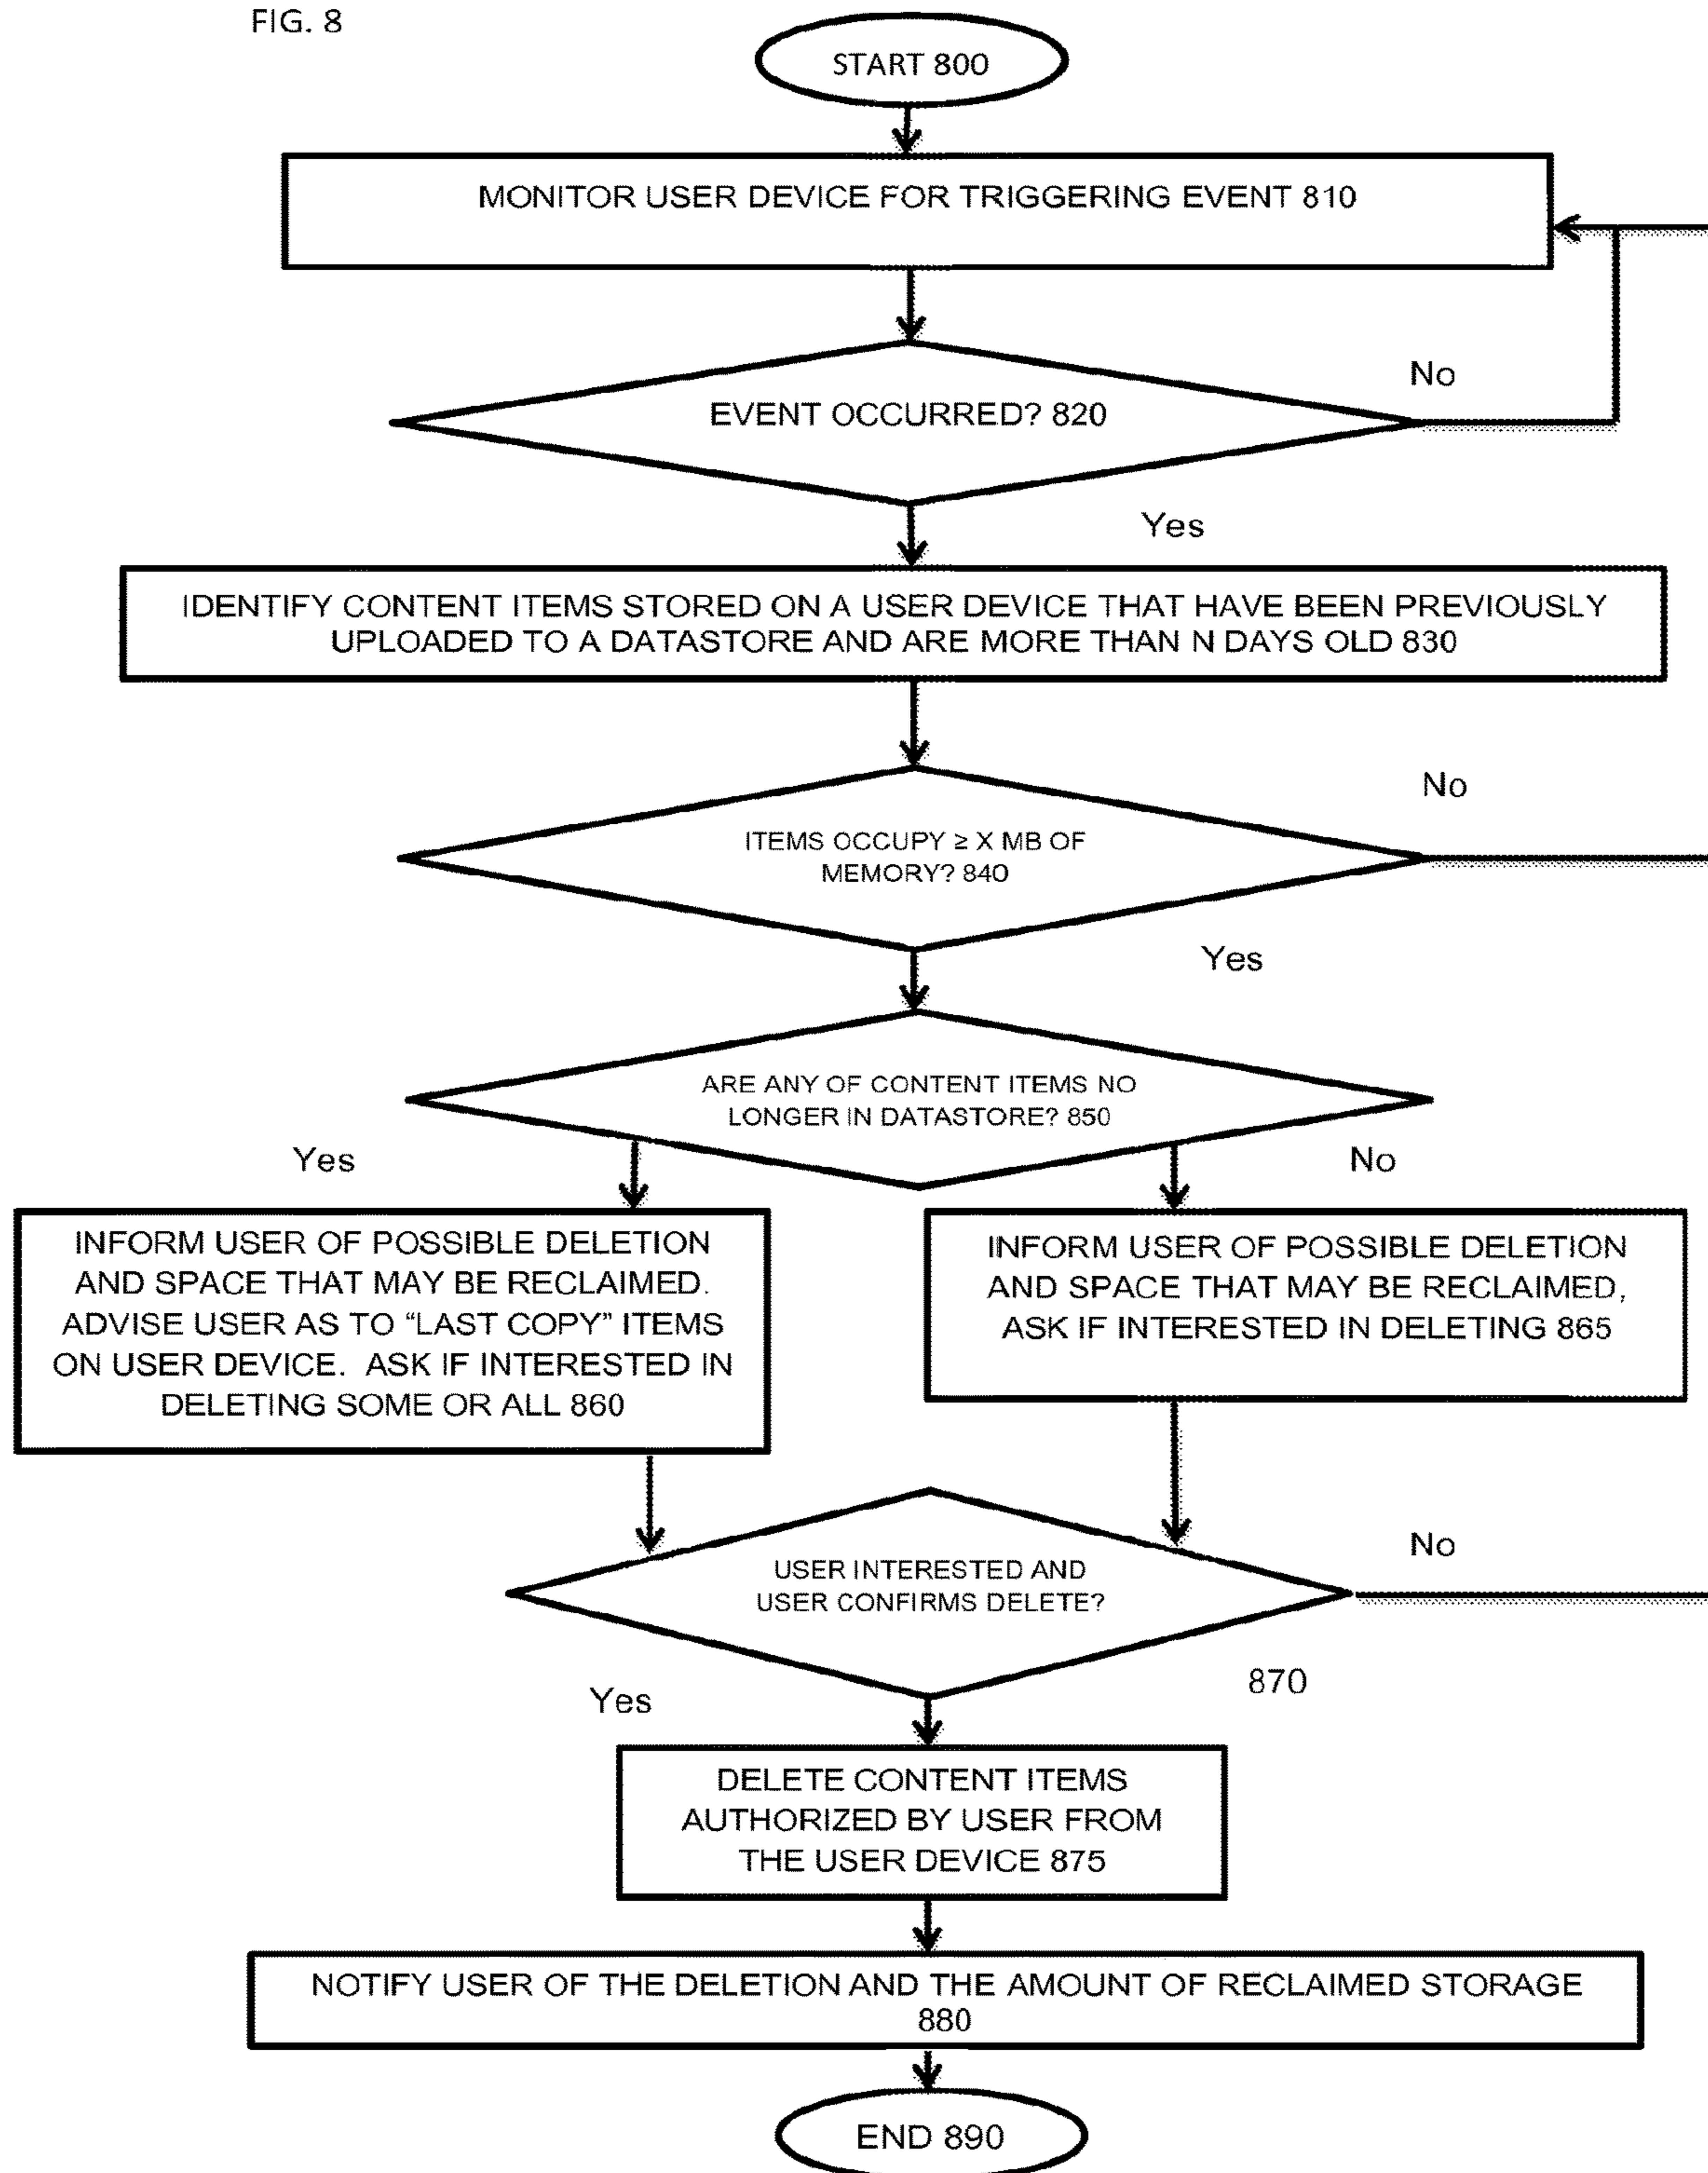 FIG. 8
START 800
MONITOR USER DEVICE FOR TRIGGERING EVENT 810
No
EVENT OCCURRED? 820
Yes
IDENTIFY CONTENT ITEMS STORED ON A USER DEVICE THAT HAVE BEEN PREVIOUSLY
UPLOADED TO A DATASTORE AND ARE MORE THAN N DAYS OLD 830
No
ITEMS OCCUPY ≥ X MB OF
MEMORY? 840
Yes
ARE ANY OF CONTENT ITEMS NO
LONGER IN DATASTORE? 850
Yes
No
INFORM USER OF POSSIBLE DELETION
AND SPACE THAT MAY BE RECLAIMED.
ADVISE USER AS TO “LAST COPY” ITEMS
ON USER DEVICE. ASK IF INTERESTED IN
DELETING SOME OR ALL 860
INFORM USER OF POSSIBLE DELETION
AND SPACE THAT MAY BE RECLAIMED,
ASK IF INTERESTED IN DELETING 865
No
USER INTERESTED AND
USER CONFIRMS DELETE?
870
Yes
DELETE CONTENT ITEMS
AUTHORIZED BY USER FROM
THE USER DEVICE 875
NOTIFY USER OF THE DELETION AND THE AMOUNT OF RECLAIMED STORAGE
880
END 890